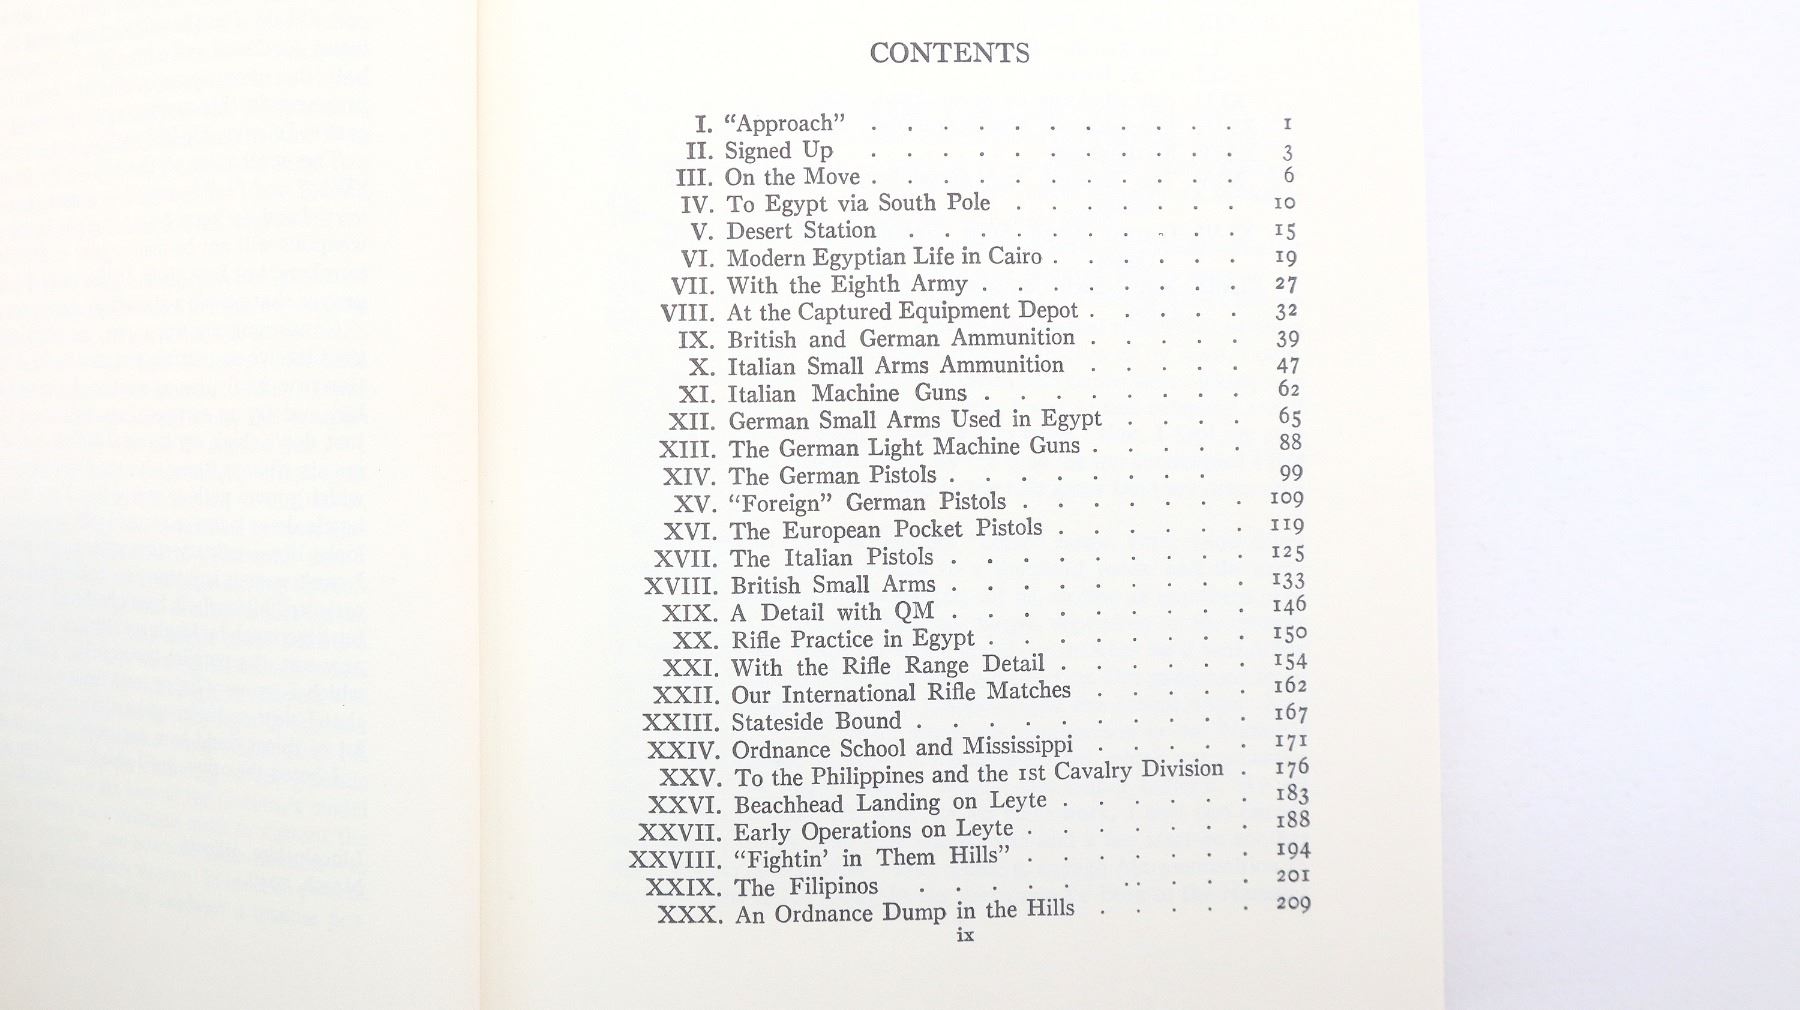 CONTENTS
I. “Approach” . . . . . . . . . . . 1
II. Signed Up . . . . . . . . . . . 3
III. On the Move . . . . . . . . . . . 6
IV. To Egypt via South Pole . . . . . . . 10
V. Desert Station . . . . . . . . . . 15
VI. Modern Egyptian Life in Cairo . . . . . . 19
VII. With the Eighth Army . . . . . . . . 27
VIII. At the Captured Equipment Depot . . . . . 32
IX. British and German Ammunition . . . . . 39
X. Italian Small Arms Ammunition . . . . . 47
XI. Italian Machine Guns . . . . . . . . 62
XII. German Small Arms Used in Egypt . . . . 65
XIII. The German Light Machine Guns . . . . . 88
XIV. The German Pistols . . . . . . . . 99
XV. “Foreign” German Pistols . . . . . . . 109
XVI. The European Pocket Pistols . . . . . . 119
XVII. The Italian Pistols . . . . . . . . . 125
XVIII. British Small Arms . . . . . . . . . 133
XIX. A Detail with QM . . . . . . . . . 146
XX. Rifle Practice in Egypt . . . . . . . . 150
XXI. With the Rifle Range Detail . . . . . . 154
XXII. Our International Rifle Matches . . . . . 162
XXIII. Stateside Bound . . . . . . . . . . 167
XXIV. Ordnance School and Mississippi . . . . . 171
XXV. To the Philippines and the 1st Cavalry Division . 176
XXVI. Beachhead Landing on Leyte . . . . . . 183
XXVII. Early Operations on Leyte . . . . . . . 188
XXVIII. “Fightin’ in Them Hills” . . . . . . . 194
XXIX. The Filipinos . . . . . . . . . . 201
XXX. An Ordnance Dump in the Hills . . . . . 209
ix